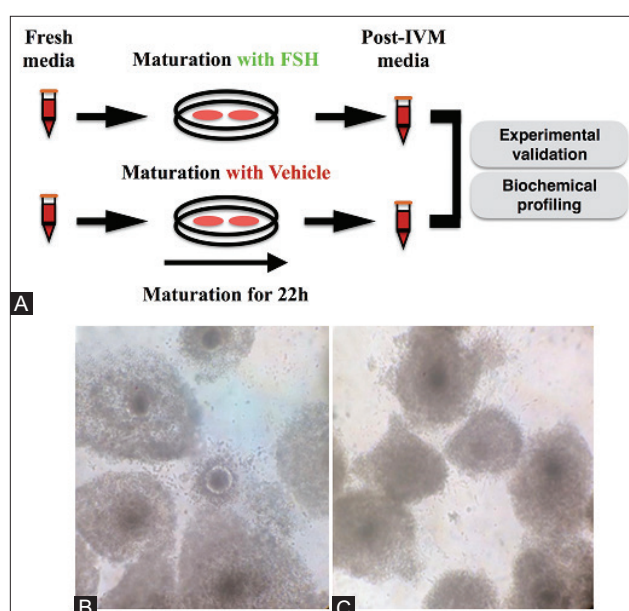 Fresh
media
Maturation with FSH
Post-IVM
media
Experimental
validation
Maturation with Vehicle
Biochemical
profiling
Maturation for 22h
A
B
C